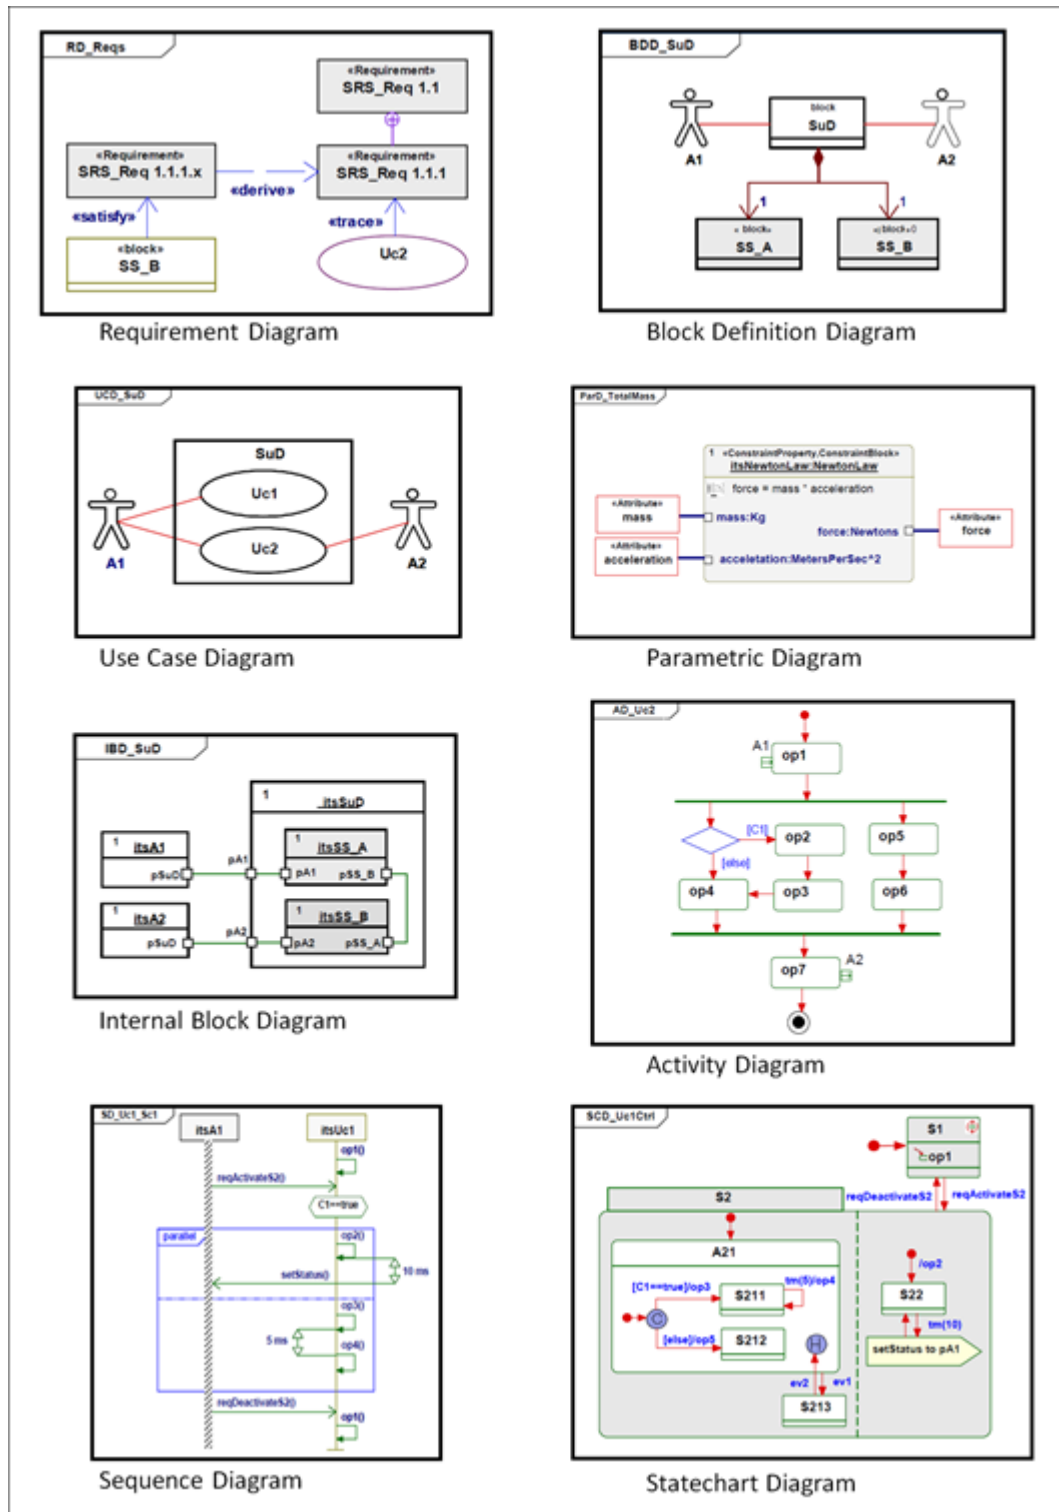 RD_Reqs
«Requirement»
SRS_Req 1.1
«Requirement»
SRS_Req 1.1.1.x
«derive»
«Requirement»
SRS_Req 1.1.1
«satisfy»
«trace»
«block»
SS_B
Uc2
Requirement Diagram
BDD_SuD
block
SuD
A1
A2
1
1
«block»
SS_A
«block»0
SS_B
Block Definition Diagram
UCD_SuD
SuD
Uc1
Uc2
A1
A2
Use Case Diagram
ParD_TotalMass
1 «ConstraintProperty,ConstraintBlock»
itsNewtonLaw:NewtonLaw
force = mass * acceleration
«Attribute»
mass
mass:Kg
force:Newtons
«Attribute»
force
«Attribute»
acceleration
acceletation:MetersPerSec^2
Parametric Diagram
IBD_SuD
1
itsSuD
1 itsA1
pSuD
pA1
1 itsSS_A
pA1
pSS_B
1 itsA2
pSuD
pA2
1 itsSS_B
pA2
pSS_A
Internal Block Diagram
AD_Uc2
A1
op1
[C1]
op2
op5
[else]
op4
op3
op6
op7
A2
Activity Diagram
SD_Uc1_Sc1
itsA1
itsUc1
op1()
reqActivateS2()
C1==true
parallel
op2()
10 ms
setStatus()
op3()
5 ms
op4()
reqDeactivateS2()
op1()
Sequence Diagram
SCD_Uc1Ctrl
S1
op1
reqDeactivateS2
reqActivateS2
S2
A21
[C1==true]/op3
S211
tm(5)/op4
C
[else]/op5
S212
H
ev2
ev1
S213
/op2
S22
tm(10)
setStatus to pA1
Statechart Diagram